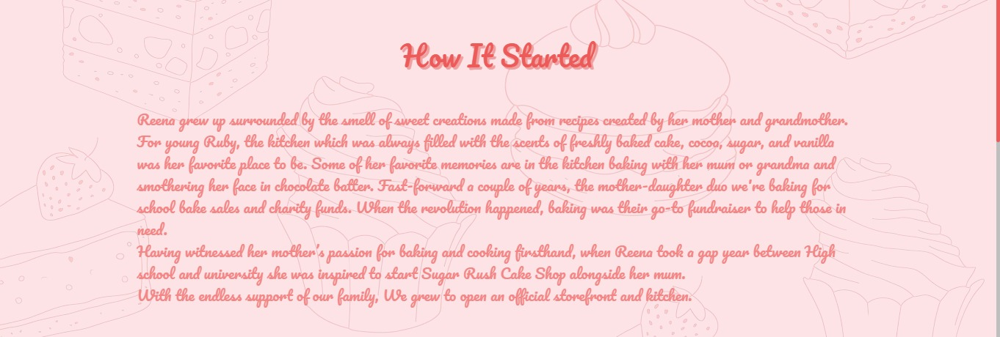 How It Started
Reena grew up surrounded by the smell of sweet creations made from recipes created by her mother and grandmother.
For young Ruby, the kitchen which was always filled with the scents of freshly baked cake, cocoa, sugar, and vanilla
was her favorite place to be. Some of her favorite memories are in the kitchen baking with her mum or grandma and
smothering her face in chocolate batter. Fast-forward a couple of years, the mother-daughter duo we're baking for
school bake sales and charity funds. When the revolution happened, baking was their go-to fundraiser to help those in
need.
Having witnessed her mother's passion for baking and cooking firsthand, when Reena took a gap year between High
school and university she was inspired to start Sugar Rush Cake Shop alongside her mum.
With the endless support of our family, We grew to open an official storefront and kitchen.